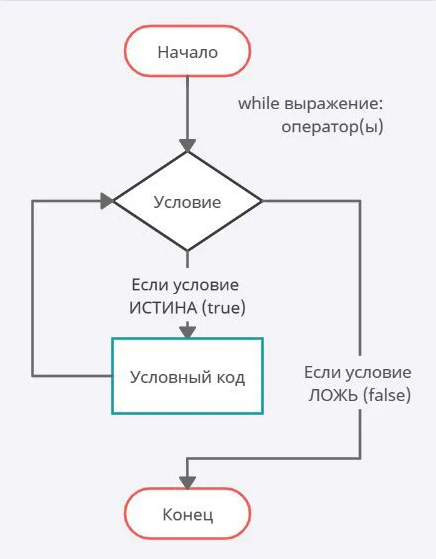 Начало
while выражение:
оператор(ы)
Условие
Если условие
ИСТИНА (true)
Условный код
Если условие
ЛОЖЬ (false)
Конец